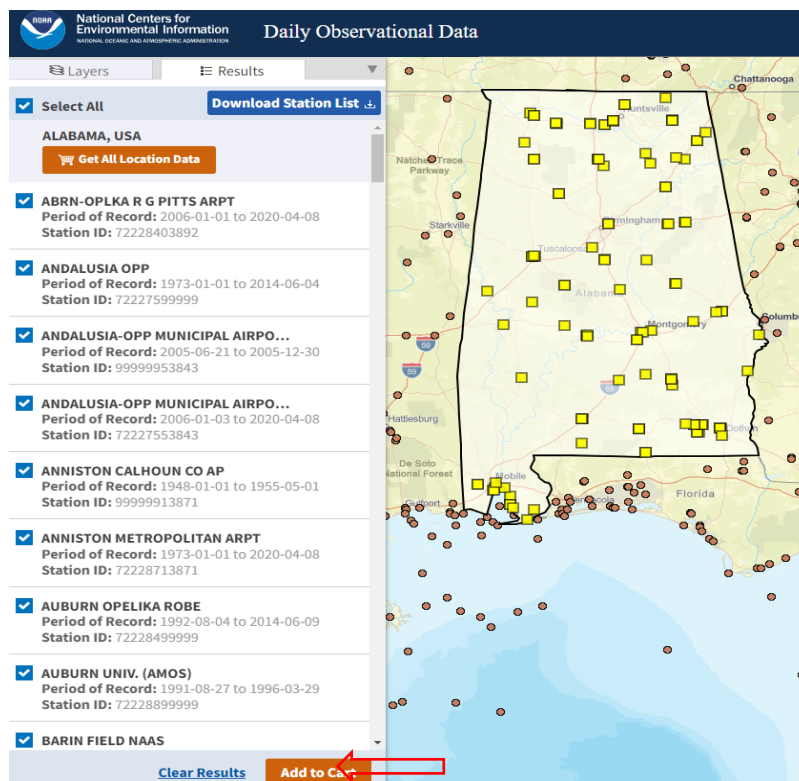 NOAA
National Centers for
Environmental Information
NATIONAL OCEANIC AND ATMOSPHERIC ADMINISTRATION
Daily Observational Data
Layers
Results
Select All
Download Station List
ALABAMA, USA
Get All Location Data
ABRN-OPLKA R G PITTS ARPT
Period of Record: 2006-01-01 to 2020-04-08
Station ID: 72228403892
ANDALUSIA OPP
Period of Record: 1973-01-01 to 2014-06-04
Station ID: 72227599999
ANDALUSIA-OPP MUNICIPAL AIRPO...
Period of Record: 2005-06-21 to 2005-12-30
Station ID: 99999953843
ANDALUSIA-OPP MUNICIPAL AIRPO...
Period of Record: 2006-01-03 to 2020-04-08
Station ID: 72227553843
ANNISTON CALHOUN CO AP
Period of Record: 1948-01-01 to 1955-05-01
Station ID: 99999913871
ANNISTON METROPOLITAN ARPT
Period of Record: 1973-01-01 to 2020-04-08
Station ID: 72228713871
AUBURN OPELIKA ROBE
Period of Record: 1992-08-04 to 2014-06-09
Station ID: 72228499999
AUBURN UNIV. (AMOS)
Period of Record: 1991-08-27 to 1996-03-29
Station ID: 72228899999
BARIN FIELD NAAS
Clear Results
Add to Cart
Chattanooga
Huntsville
Natchez Trace
Parkway
Starkville
Birmingham
Tuscaloosa
Alabama
Montgomery
Columb
59
65
59
Hattiesburg
Dothan
De Soto
National Forest
Mobile
Gulfport
Pensacola
Florida